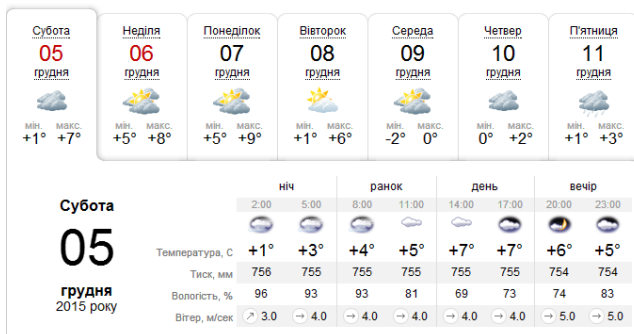 Субота Неділя Понеділок Вівторок Середа Четвер П'ятниця
05 06 07 08 09 10 11
грудня грудня грудня грудня грудня грудня грудня
мін. макс. мін. макс. мін. макс. мін. макс. мін. макс. мін. макс. мін. макс.
+1° +7° +5° +8° +5° +9° +1° +6° -2° 0° 0° +2° +1° +3°
ніч ранок день вечір
Субота 2:00 5:00 8:00 11:00 14:00 17:00 20:00 23:00
05
Температура, С +1° +3° +4° +5° +7° +7° +6° +5°
Тиск, мм 756 755 755 755 755 755 754 754
грудня
Вологість, % 96 93 93 81 69 73 74 83
2015 року
Вітер, м/сек 3.0 4.0 4.0 4.0 4.0 4.0 5.0 5.0